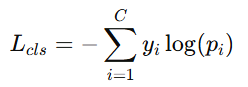 L_{cls} = -\sum_{i=1}^{C} y_i \log(p_i)